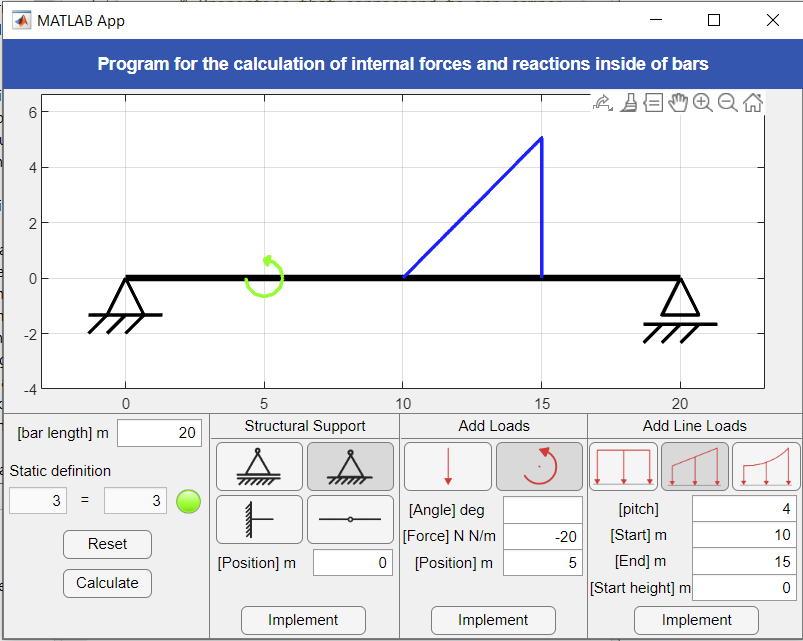 MATLAB App
Program for the calculation of internal forces and reactions inside of bars
6
4
2
0
-2
-4
0 5 10 15 20
[bar length] m 20
Static definition
3 = 3
Reset
Calculate
Structural Support
[Position] m 0
Implement
Add Loads
[Angle] deg
[Force] N N/m -20
[Position] m 5
Implement
Add Line Loads
[pitch] 4
[Start] m 10
[End] m 15
[Start height] m 0
Implement